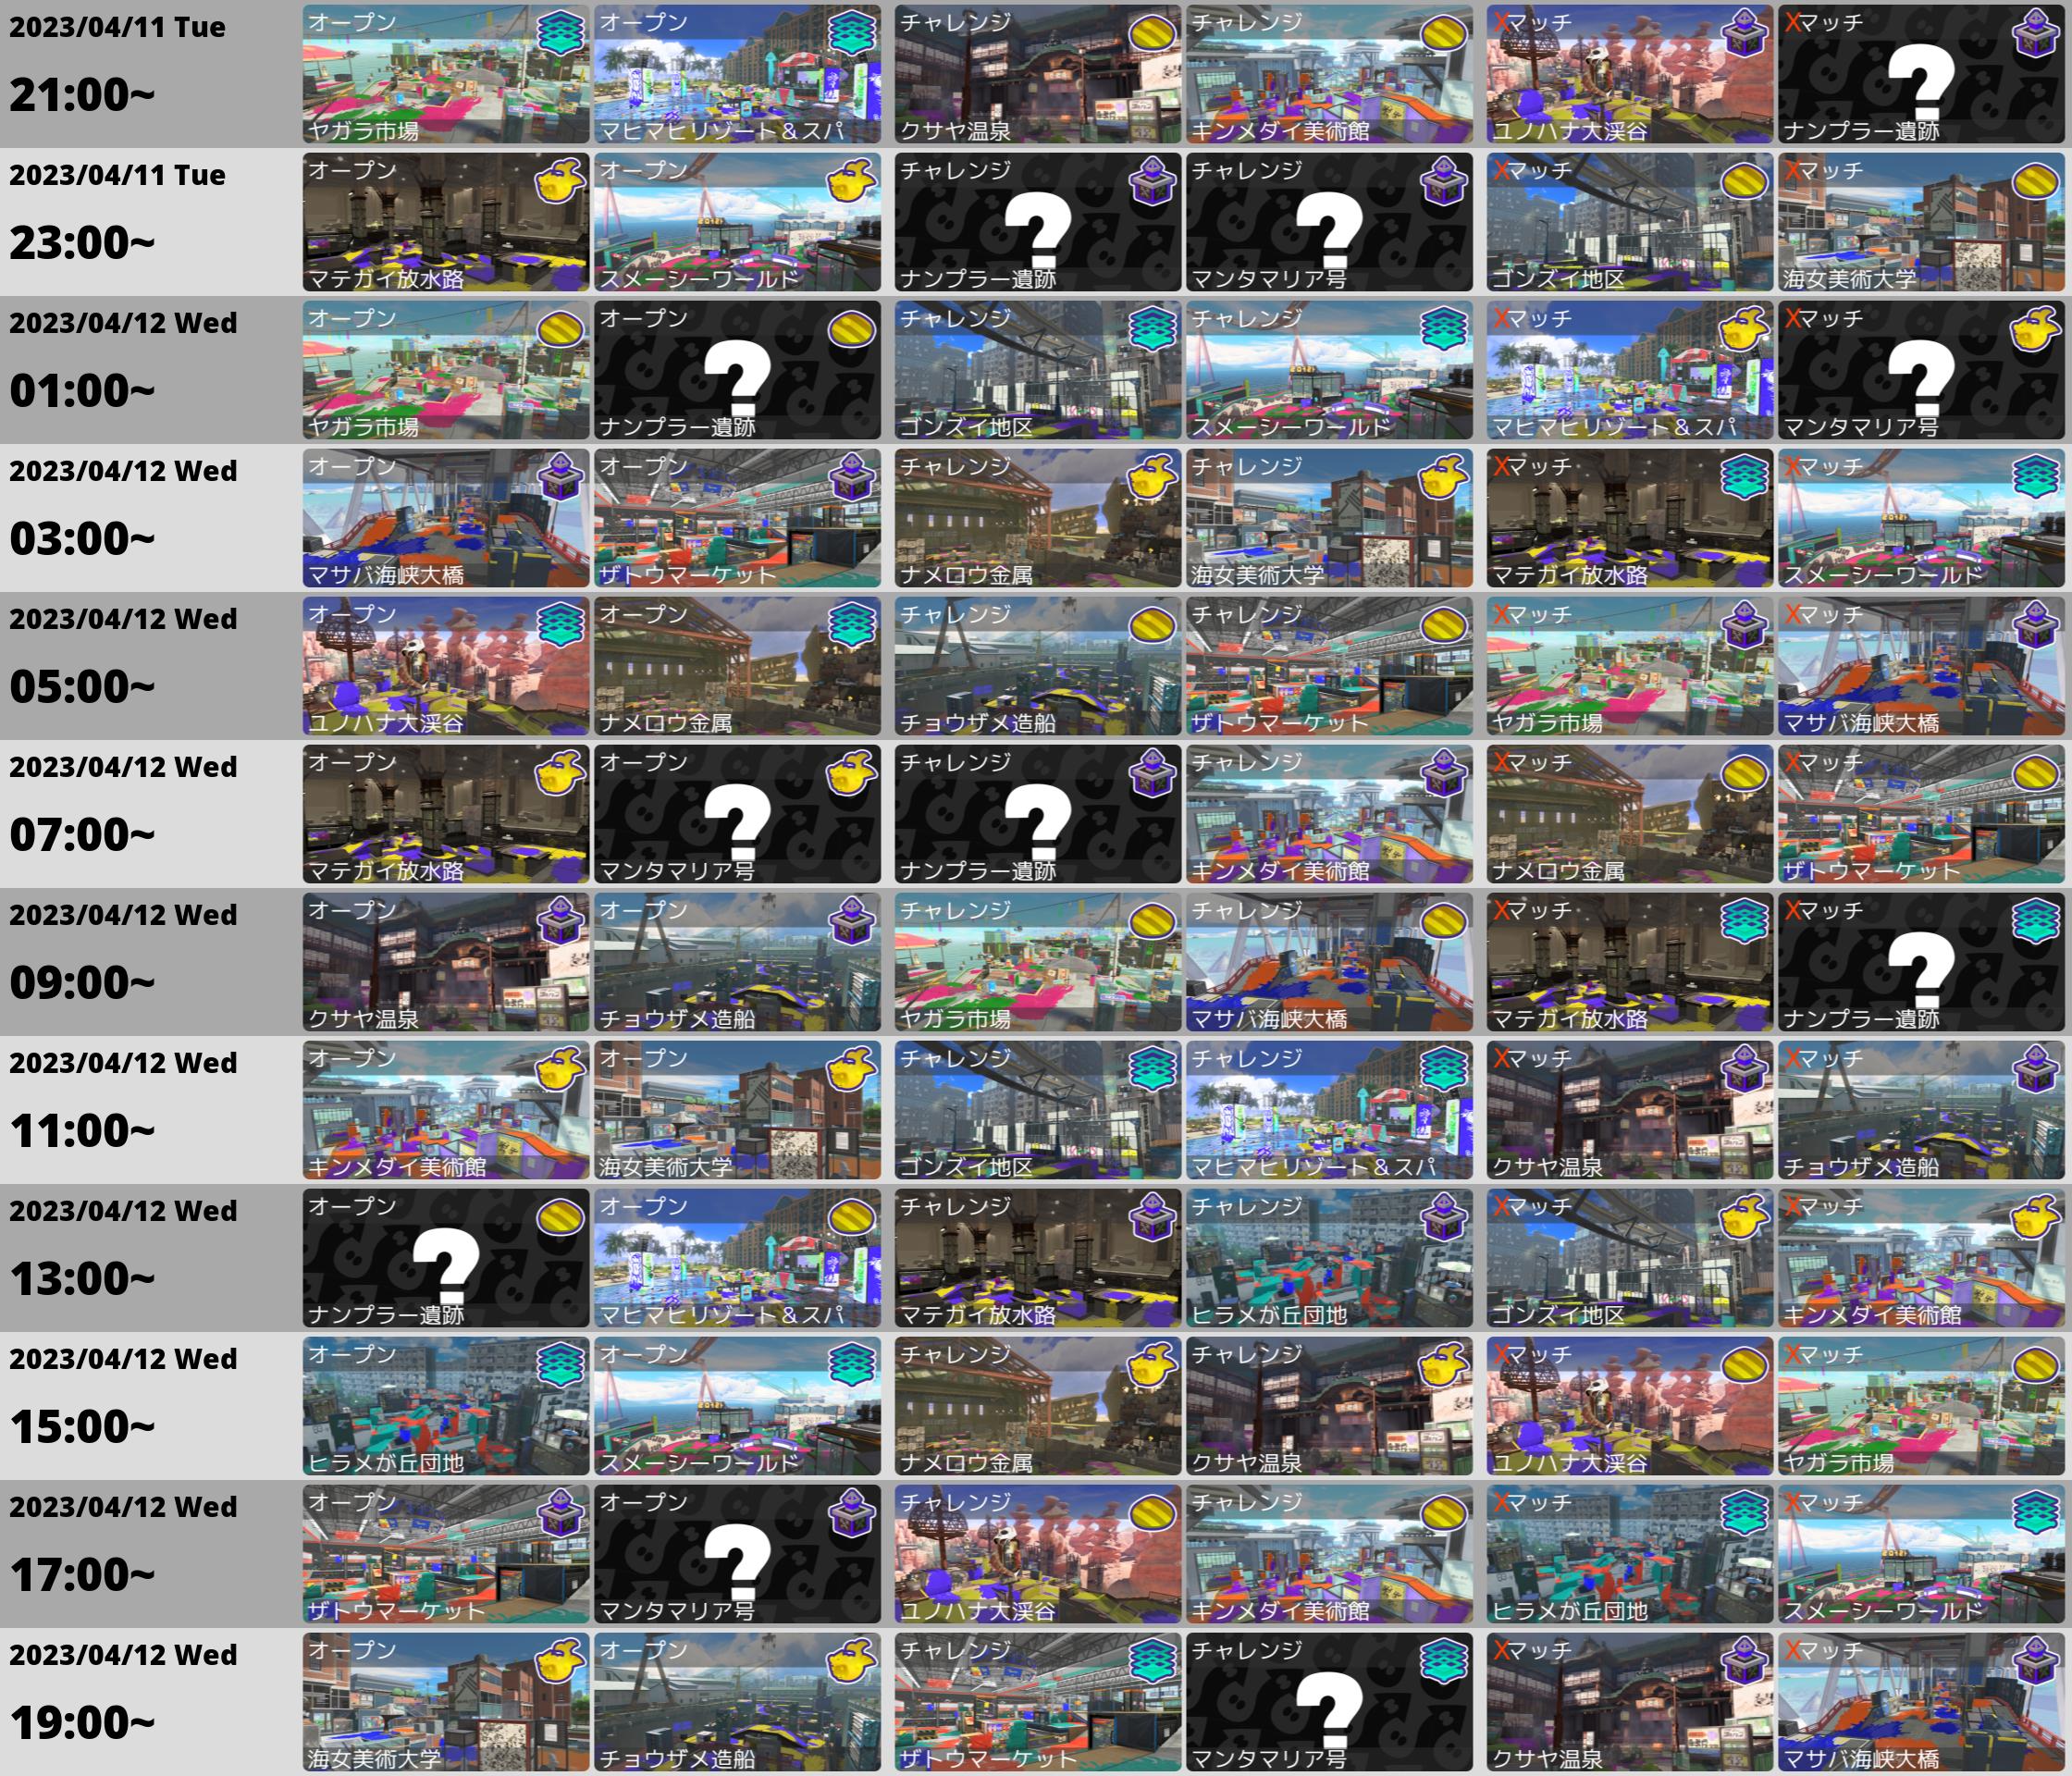 2023/04/11 Tue
21:00~
オープン オープン チャレンジ チャレンジ Xマッチ Xマッチ
ヤガラ市場 マヒマヒリゾート＆スパ クサヤ温泉 キンメダイ美術館 ユノハナ大渓谷 ナンプラー遺跡
2023/04/11 Tue
23:00~
オープン オープン チャレンジ チャレンジ Xマッチ Xマッチ
マテガイ放水路 スメーシーワールド ナンプラー遺跡 マンタマリア号 ゴンズイ地区 海女美術大学
2023/04/12 Wed
01:00~
オープン オープン チャレンジ チャレンジ Xマッチ Xマッチ
ヤガラ市場 ナンプラー遺跡 ゴンズイ地区 スメーシーワールド マヒマヒリゾート＆スパ マンタマリア号
2023/04/12 Wed
03:00~
オープン オープン チャレンジ チャレンジ Xマッチ Xマッチ
マサバ海峡大橋 ザトウマーケット ナメロウ金属 海女美術大学 マテガイ放水路 スメーシーワールド
2023/04/12 Wed
05:00~
オープン オープン チャレンジ チャレンジ Xマッチ Xマッチ
ユノハナ大渓谷 ナメロウ金属 チョウザメ造船 ザトウマーケット ヤガラ市場 マサバ海峡大橋
2023/04/12 Wed
07:00~
オープン オープン チャレンジ チャレンジ Xマッチ Xマッチ
マテガイ放水路 マンタマリア号 ナンプラー遺跡 キンメダイ美術館 ナメロウ金属 ザトウマーケット
2023/04/12 Wed
09:00~
オープン オープン チャレンジ チャレンジ Xマッチ Xマッチ
クサヤ温泉 チョウザメ造船 ヤガラ市場 マサバ海峡大橋 マテガイ放水路 ナンプラー遺跡
2023/04/12 Wed
11:00~
オープン オープン チャレンジ チャレンジ Xマッチ Xマッチ
キンメダイ美術館 海女美術大学 ゴンズイ地区 マヒマヒリゾート＆スパ クサヤ温泉 チョウザメ造船
2023/04/12 Wed
13:00~
オープン オープン チャレンジ チャレンジ Xマッチ Xマッチ
ナンプラー遺跡 マヒマヒリゾート＆スパ マテガイ放水路 ヒラメが丘団地 ゴンズイ地区 キンメダイ美術館
2023/04/12 Wed
15:00~
オープン オープン チャレンジ チャレンジ Xマッチ Xマッチ
ヒラメが丘団地 スメーシーワールド ナメロウ金属 クサヤ温泉 ユノハナ大渓谷 ヤガラ市場
2023/04/12 Wed
17:00~
オープン オープン チャレンジ チャレンジ Xマッチ Xマッチ
ザトウマーケット マンタマリア号 ユノハナ大渓谷 キンメダイ美術館 ヒラメが丘団地 スメーシーワールド
2023/04/12 Wed
19:00~
オープン オープン チャレンジ チャレンジ Xマッチ Xマッチ
海女美術大学 チョウザメ造船 ザトウマーケット マンタマリア号 クサヤ温泉 マサバ海峡大橋